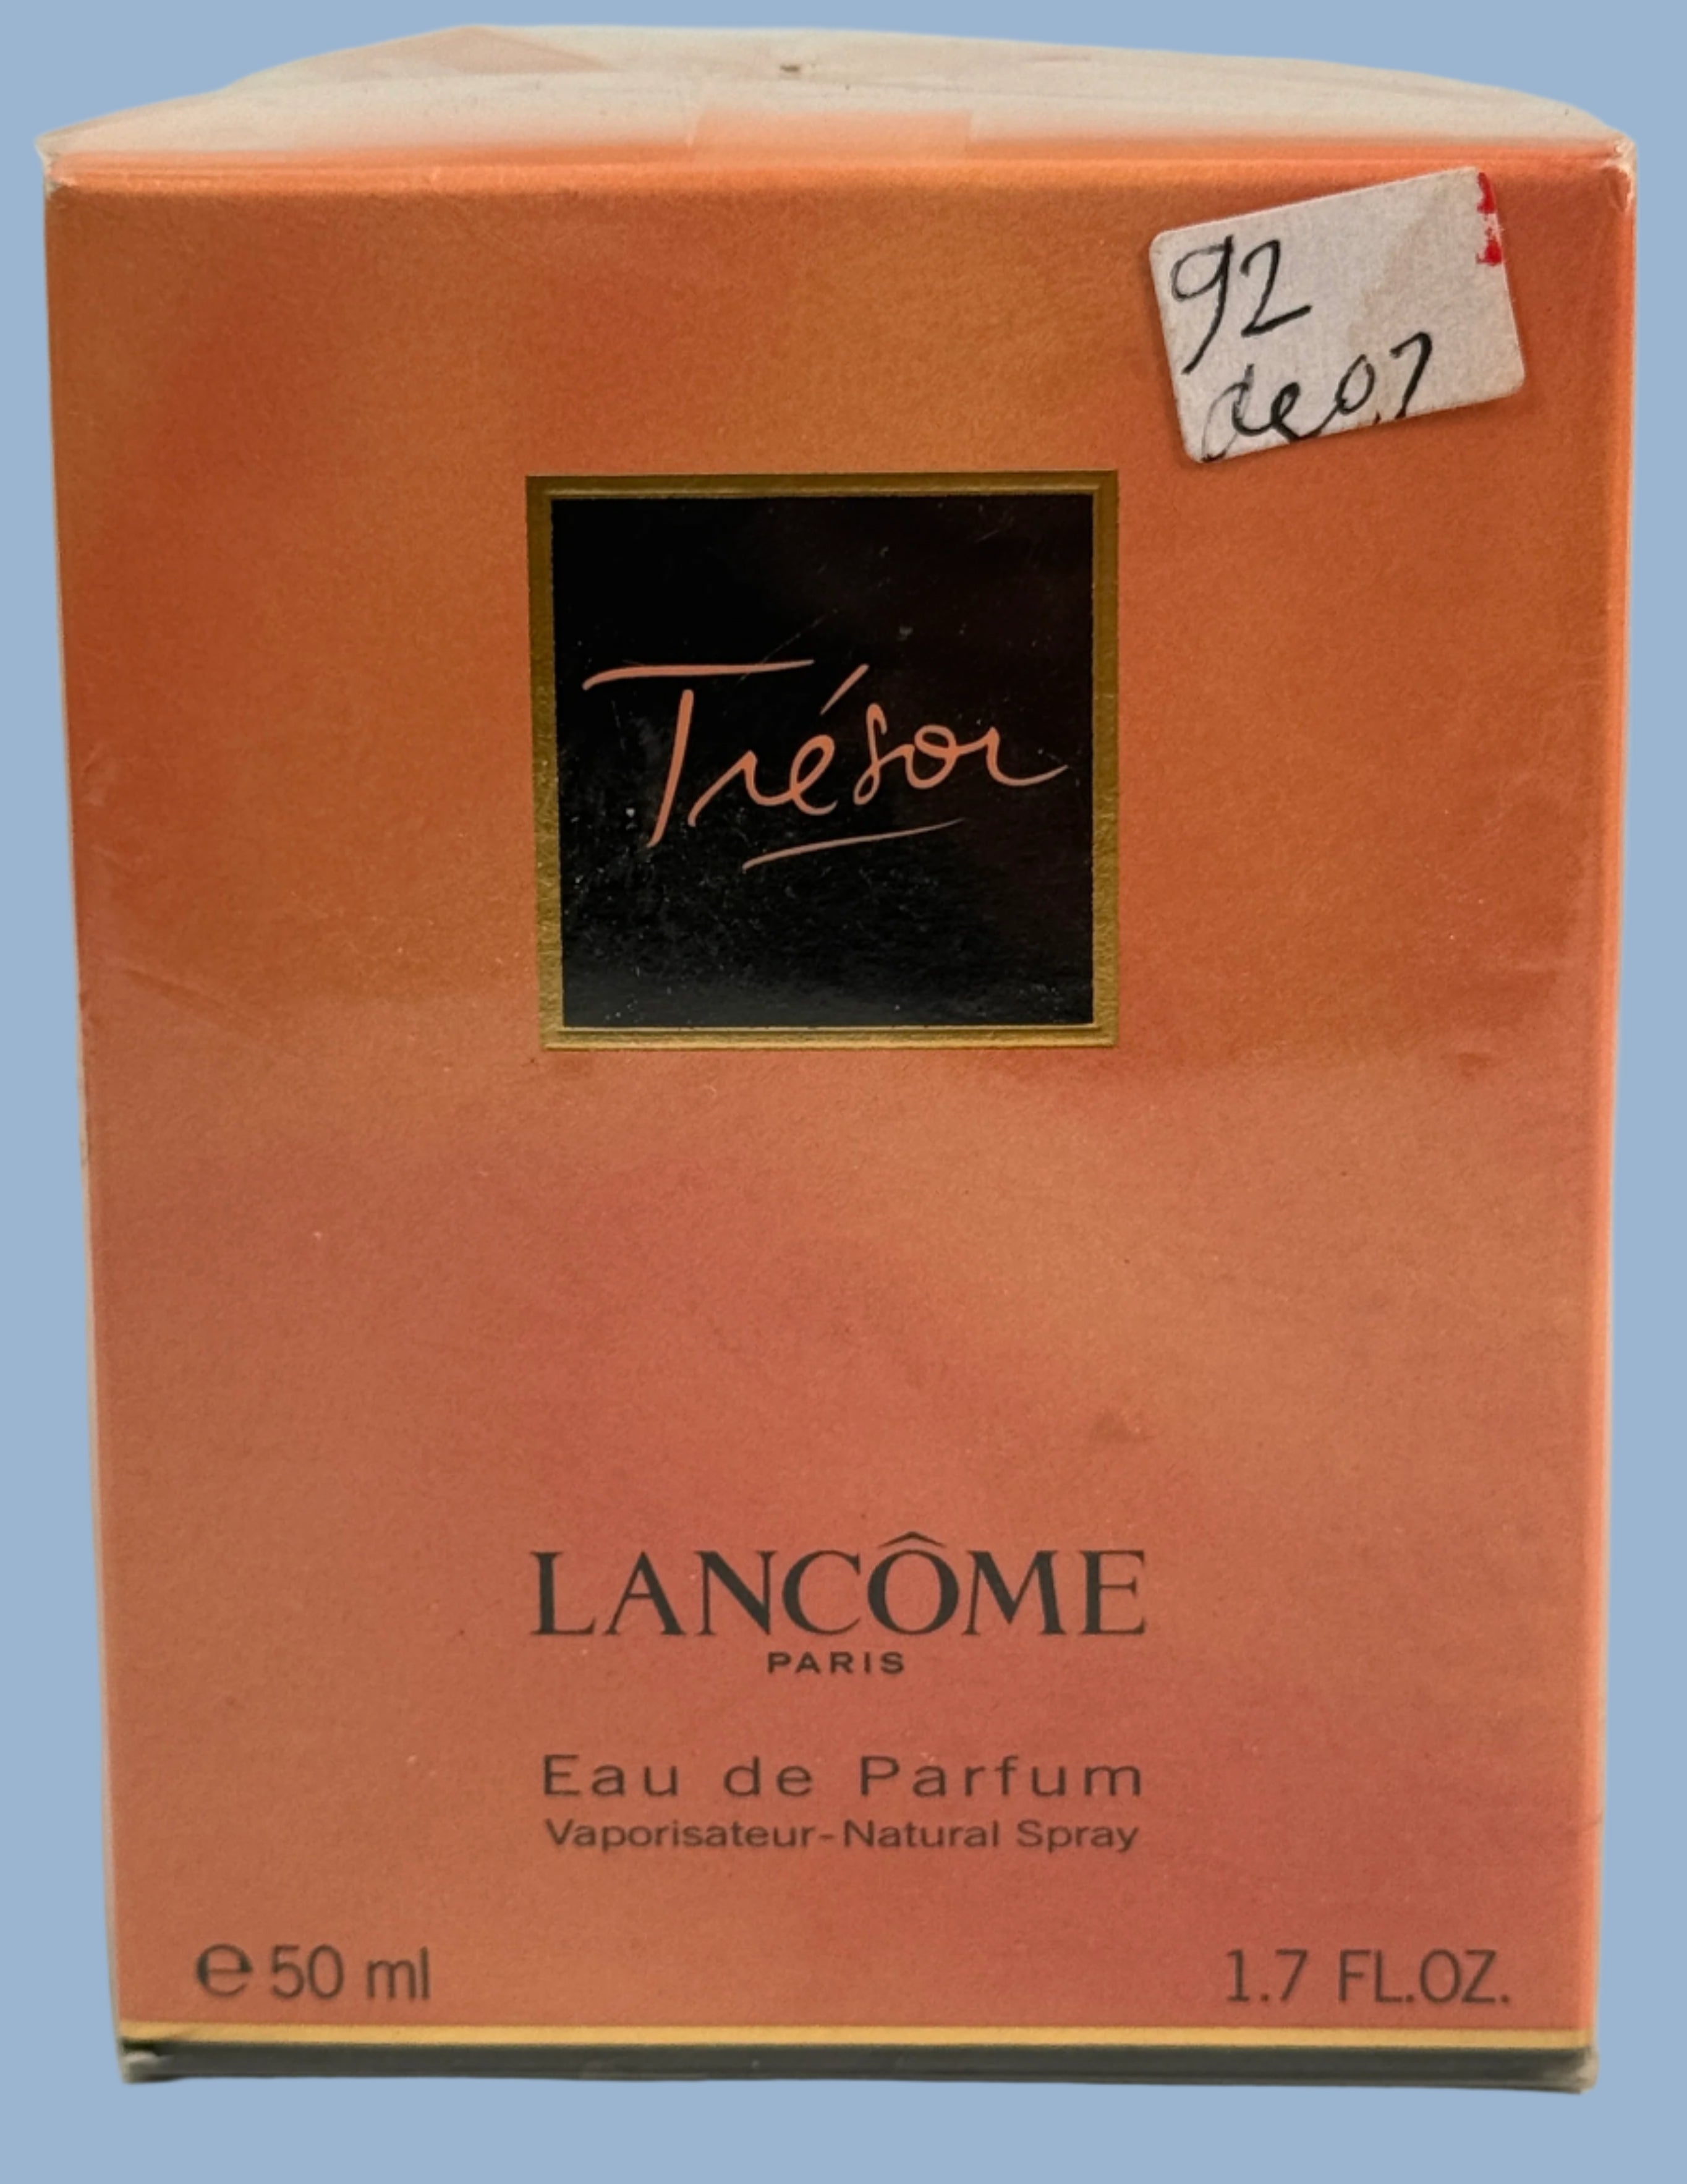 92
Trésor
LANCÔME
PARIS
Eau de Parfum
Vaporisateur-Natural Spray
℮ 50 ml
1.7 FL.OZ.